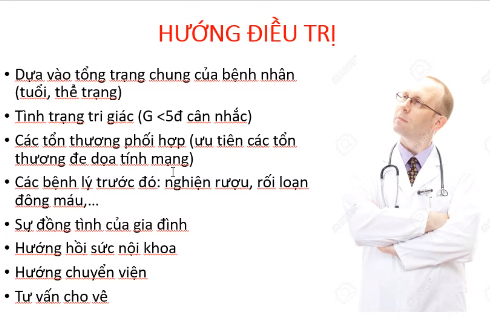 HƯỚNG ĐIỀU TRỊ
• Dựa vào tổng trạng chung của bệnh nhân
(tuổi, thể trạng)
• Tình trạng tri giác (G <5đ cân nhắc)
• Các tổn thương phối hợp (ưu tiên các tổn
thương đe dọa tính mạng)
• Các bệnh lý trước đó: nghiện rượu, rối loạn
đông máu,...
• Sự đồng tình của gia đình
• Hướng hồi sức nội khoa
• Hướng chuyển viện
• Tư vấn cho về